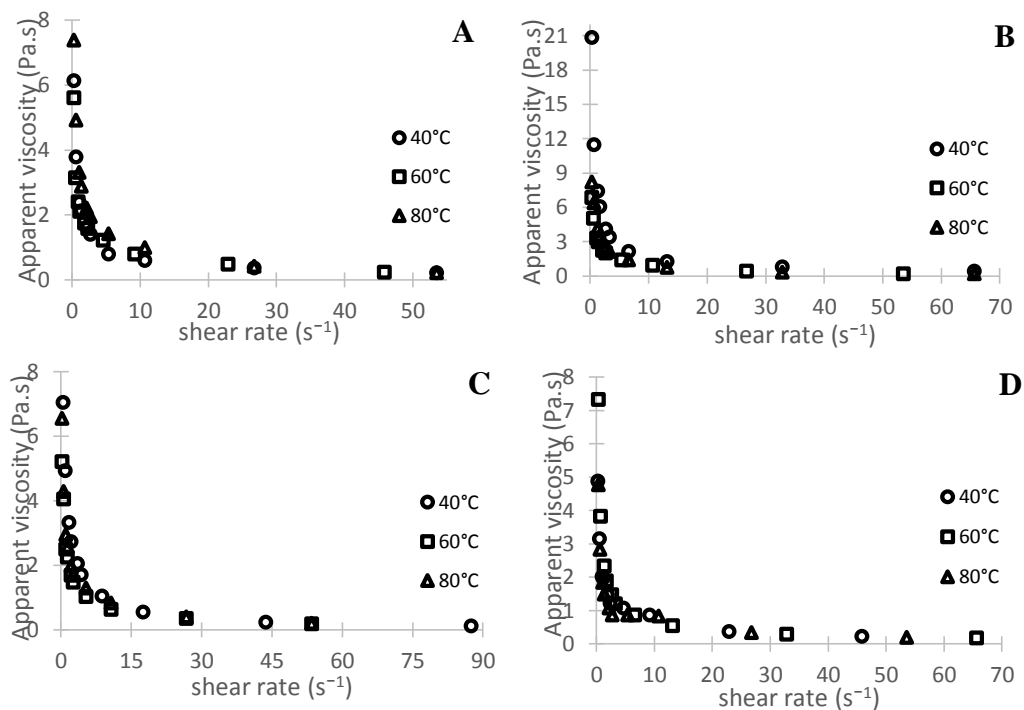 A
Apparent viscosity (Pa.s)
8
6
4
2
0
0 10 20 30 40 50
shear rate (s⁻¹)
40°C
60°C
80°C
B
Apparent viscosity (Pa.s)
21
18
15
12
9
6
3
0
0 10 20 30 40 50 60 70
shear rate (s⁻¹)
40°C
60°C
80°C
C
Apparent viscosity (Pa.s)
8
6
4
2
0
0 15 30 45 60 75 90
shear rate (s⁻¹)
40°C
60°C
80°C
D
Apparent viscosity (Pa.s)
8
7
6
5
4
3
2
1
0
0 10 20 30 40 50 60 70
shear rate (s⁻¹)
40°C
60°C
80°C